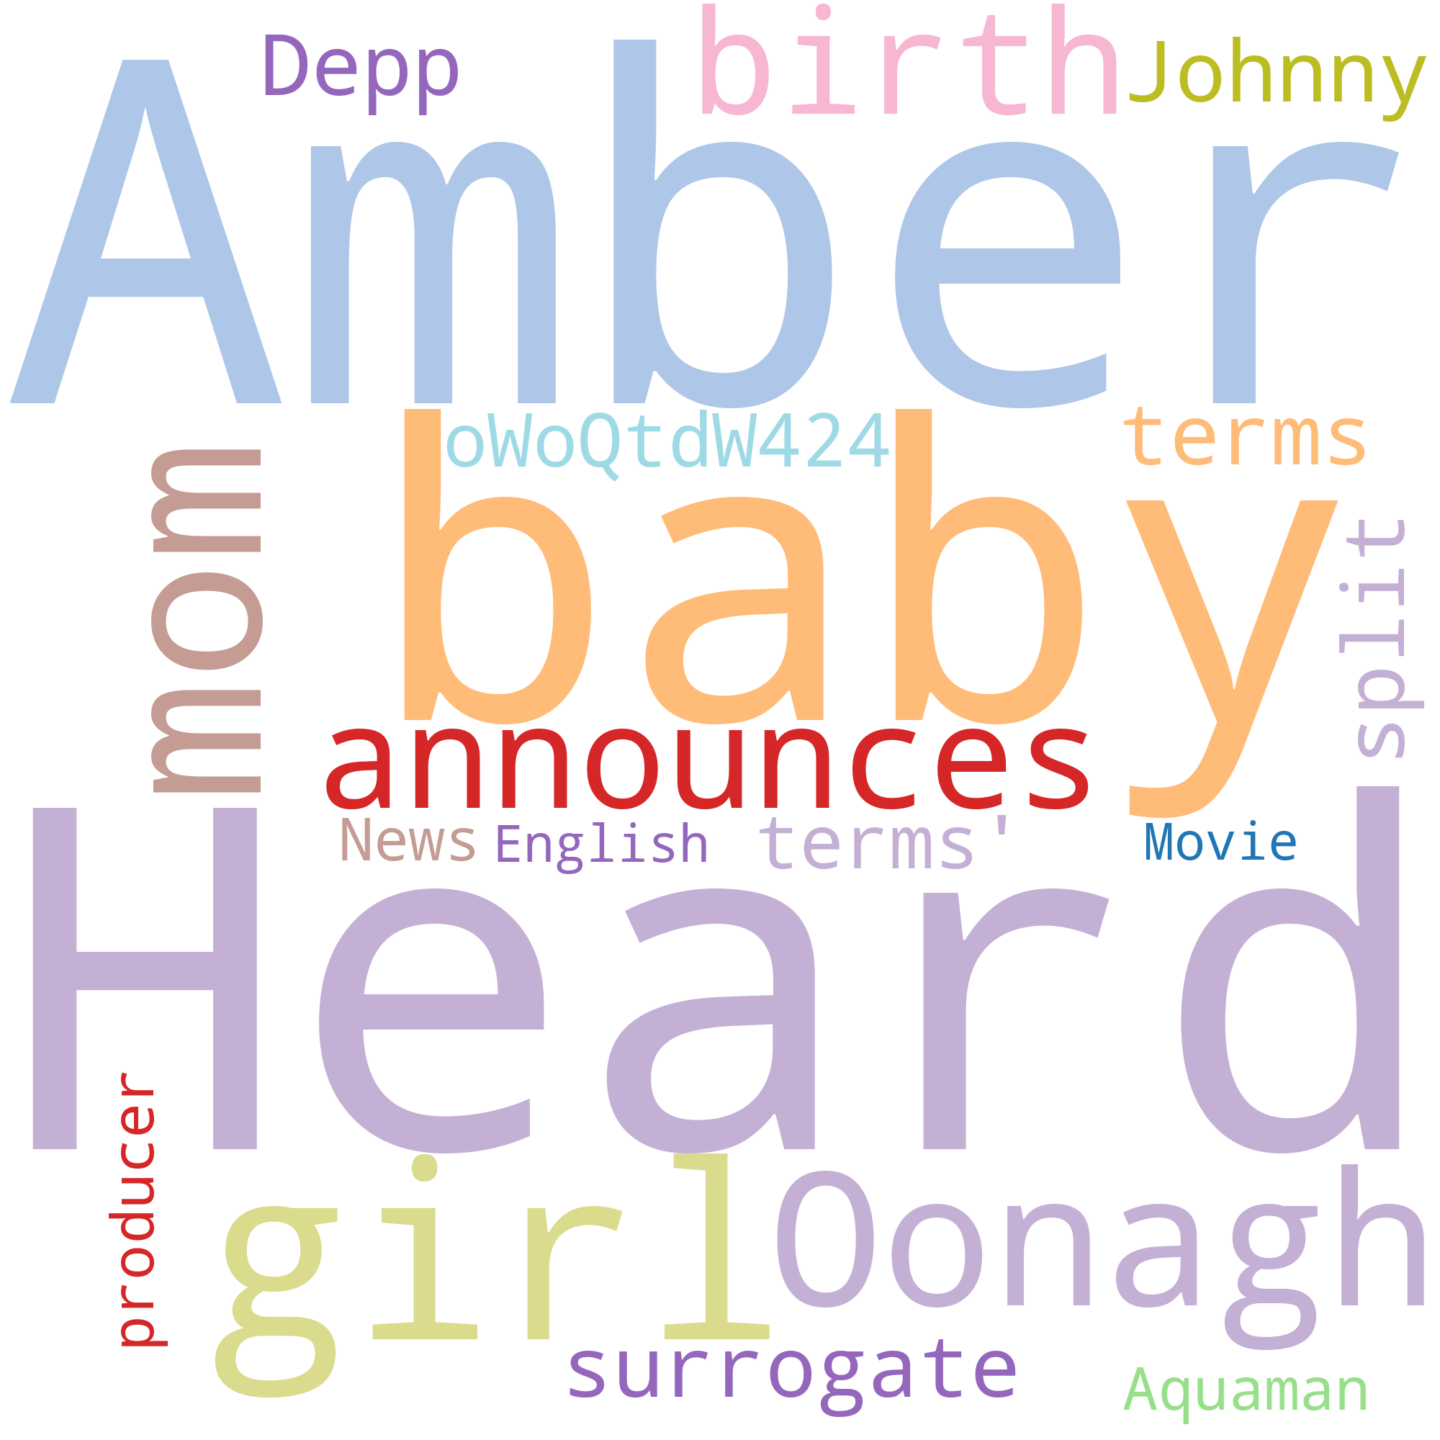 Depp
birth
Johnny
Amber
oWoQtdW424
terms
baby
mom
split
announces
News
English
terms'
Movie
Heard
producer
girl
Oonagh
surrogate
Aquaman